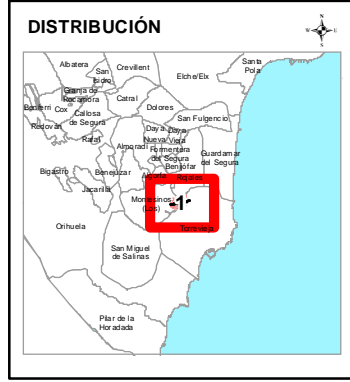 DISTRIBUCIÓN
N
W E
S
Albatera
San Isidro
Crevillent
Elche/Elx
Santa Pola
Granja de Rocamora
Cox
Callosa de Segura
Catral
Dolores
San Fulgencio
Redován
Rafal
Almoradí
Daya Nueva
Daya Vieja
Formentera del Segura
Benijófar
Guardamar del Segura
Bigastro
Benejúzar
Algorfa
Rojales
Jacarilla
Montesinos (Los)
-1-
Orihuela
Torrevieja
San Miguel de Salinas
Pilar de la Horadada